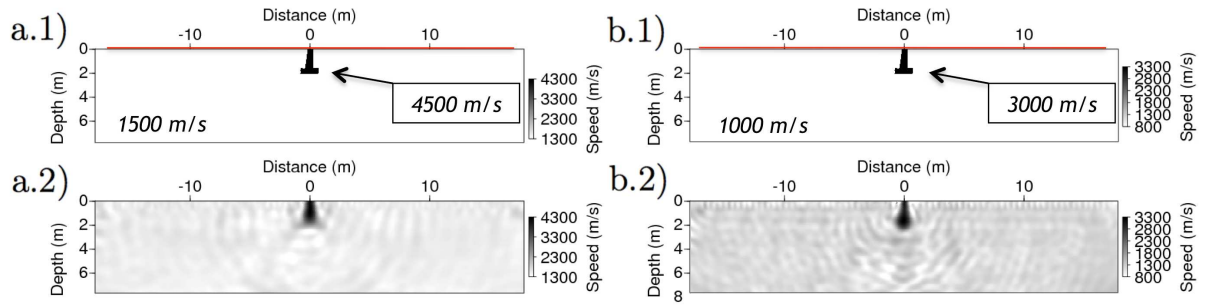 a.1)
Distance (m)
-10 0 10
Depth (m)
0
2
4
6
4500 m/s
1500 m/s
Speed (m/s)
4300
3300
2300
1300
b.1)
Distance (m)
-10 0 10
Depth (m)
0
2
4
6
3000 m/s
1000 m/s
Speed (m/s)
3300
2800
2300
1800
1300
800
a.2)
Distance (m)
-10 0 10
Depth (m)
0
2
4
6
Speed (m/s)
4300
3300
2300
1300
b.2)
Distance (m)
-10 0 10
Depth (m)
0
2
4
6
8
Speed (m/s)
3300
2800
2300
1800
1300
800